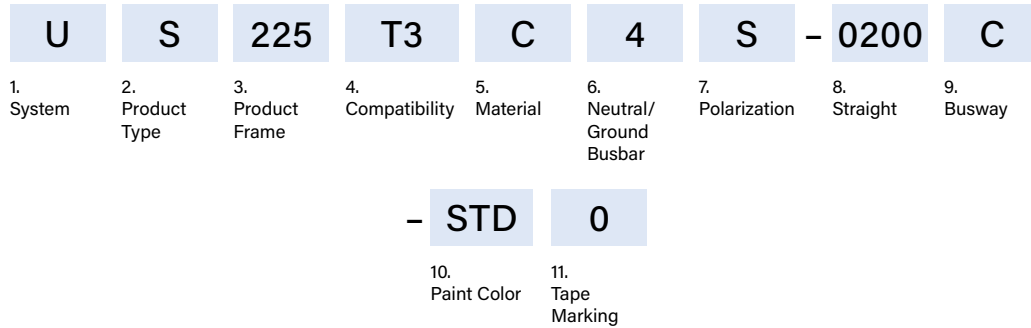 U S 225 T3 C 4 S - 0200 C
1. 2. 3. 4. 5. 6. 7. 8. 9.
System Product Product Compatibility Material Neutral/ Polarization Straight Busway
Type Frame Ground
Busbar
- STD 0
10. 11.
Paint Color Tape
Marking